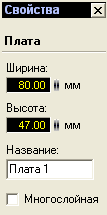 Свойства
Плата
Ширина:
80.00 мм
Высота:
47.00 мм
Название:
Плата 1
Многослойная